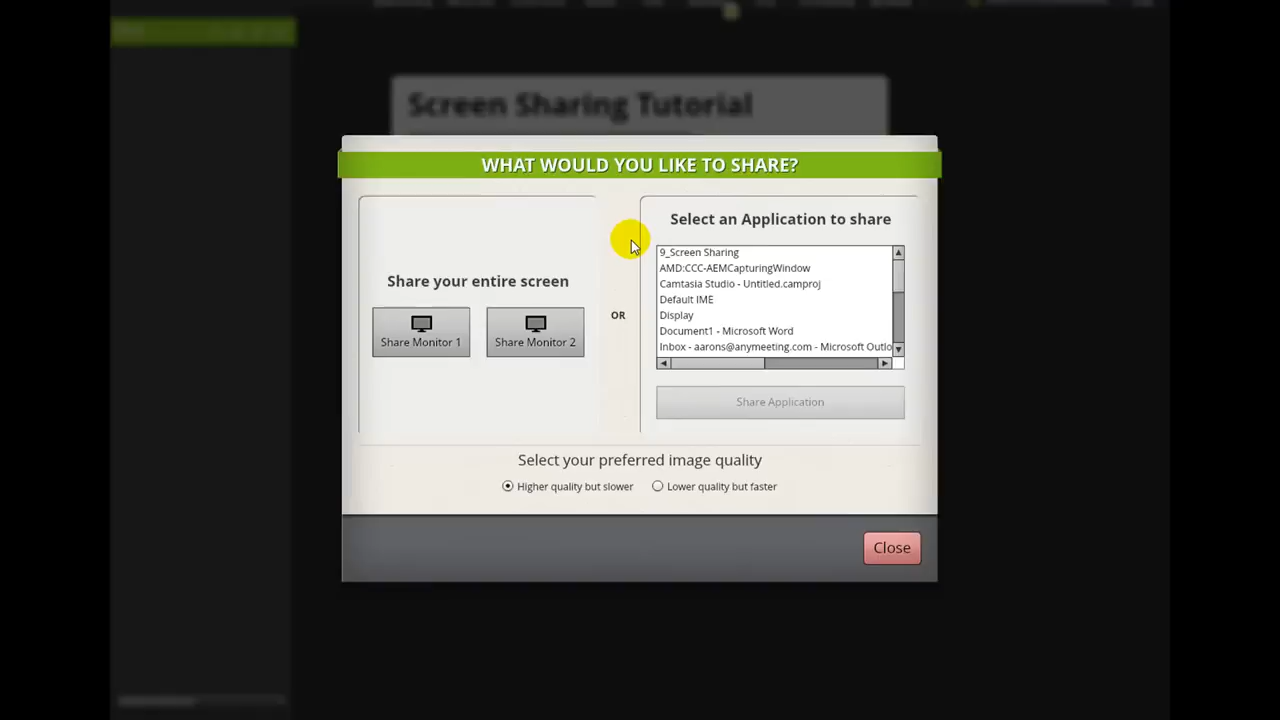 Screen Sharing Tutorial
WHAT WOULD YOU LIKE TO SHARE?
Share your entire screen
Share Monitor 1
Share Monitor 2
OR
Select an Application to share
9_Screen Sharing
AMD:CCC-AEMCapturingWindow
Camtasia Studio - Untitled.camproj
Default IME
Display
Document1 - Microsoft Word
Inbox - aarons@anymeeting.com - Microsoft Outlo
Share Application
Select your preferred image quality
Higher quality but slower
Lower quality but faster
Close